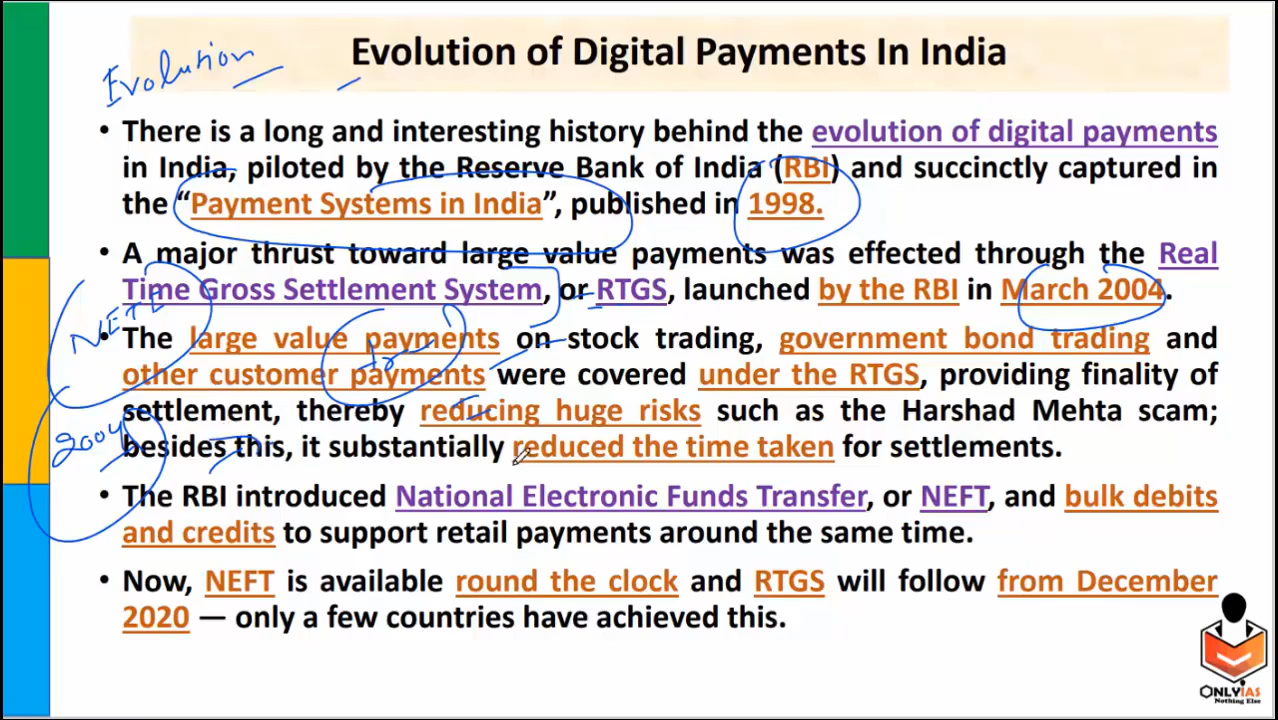 Evolution of Digital Payments In India
Evolution
• There is a long and interesting history behind the evolution of digital payments
in India, piloted by the Reserve Bank of India (RBI) and succinctly captured in
the “Payment Systems in India”, published in 1998.
• A major thrust toward large value payments was effected through the Real
Time Gross Settlement System, or RTGS, launched by the RBI in March 2004.
• The large value payments on stock trading, government bond trading and
other customer payments were covered under the RTGS, providing finality of
settlement, thereby reducing huge risks such as the Harshad Mehta scam;
besides this, it substantially reduced the time taken for settlements.
2004
• The RBI introduced National Electronic Funds Transfer, or NEFT, and bulk debits
and credits to support retail payments around the same time.
• Now, NEFT is available round the clock and RTGS will follow from December
2020 — only a few countries have achieved this.
ONLYIAS
Nothing Else